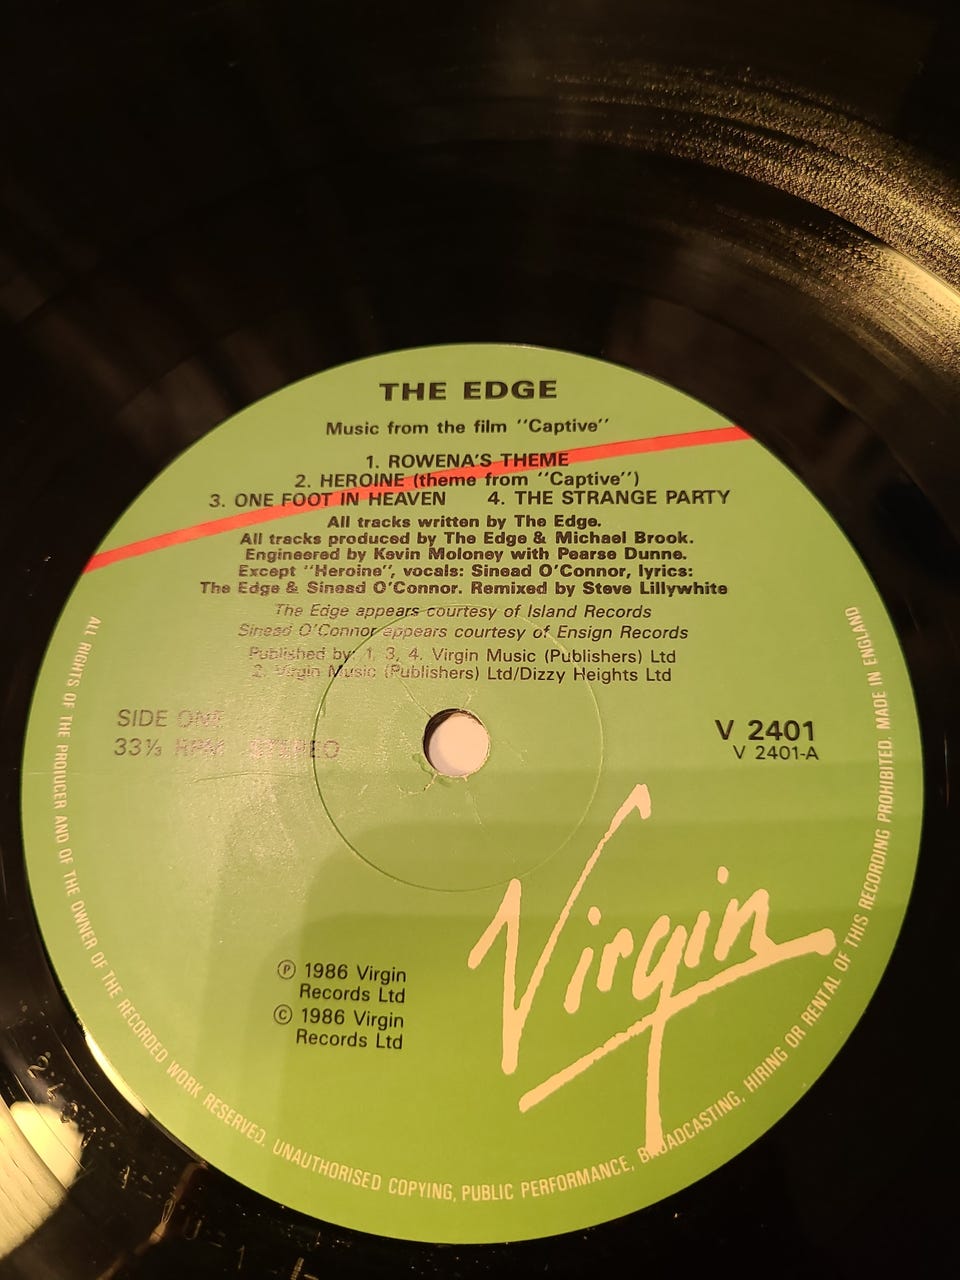 THE EDGE
Music from the film "Captive"
1. ROWENA'S THEME
2. HEROINE (theme from "Captive")
3. ONE FOOT IN HEAVEN 4. THE STRANGE PARTY
All tracks written by The Edge.
All tracks produced by The Edge & Michael Brook.
Engineered by Kevin Moloney with Pearse Dunne.
Except "Heroine", vocals: Sinead O'Connor, lyrics:
The Edge & Sinead O'Connor. Remixed by Steve Lillywhite
The Edge appears courtesy of Island Records
Sinead O'Connor appears courtesy of Ensign Records
Published by: 1, 3, 4. Virgin Music (Publishers) Ltd
2. Virgin Music (Publishers) Ltd/Dizzy Heights Ltd
SIDE ONE
33⅓ RPM STEREO
V 2401
V 2401-A
Virgin
℗ 1986 Virgin
Records Ltd
© 1986 Virgin
Records Ltd
ALL RIGHTS OF THE PRODUCER AND OF THE OWNER OF THE RECORDED WORK RESERVED. UNAUTHORISED COPYING, PUBLIC PERFORMANCE, BROADCASTING, HIRING OR RENTAL OF THIS RECORDING PROHIBITED. MADE IN ENGLAND